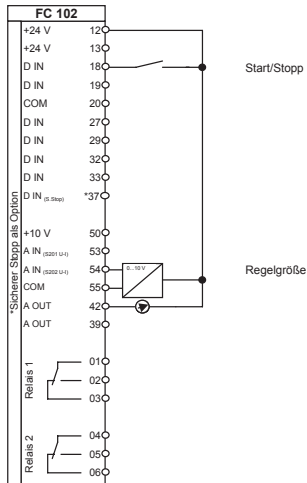 FC 102
+24 V 12
+24 V 13
D IN 18
D IN 19
COM 20
D IN 27
D IN 29
D IN 32
D IN 33
D IN (S.Stop) *37
+10 V 50
A IN (S201 U-I) 53
A IN (S202 U-I) 54
COM 55
A OUT 42
A OUT 39
*Sicherer Stopp als Option
Relais 1
01
02
03
Relais 2
04
05
06
0...10 V
Start/Stopp
Regelgröße